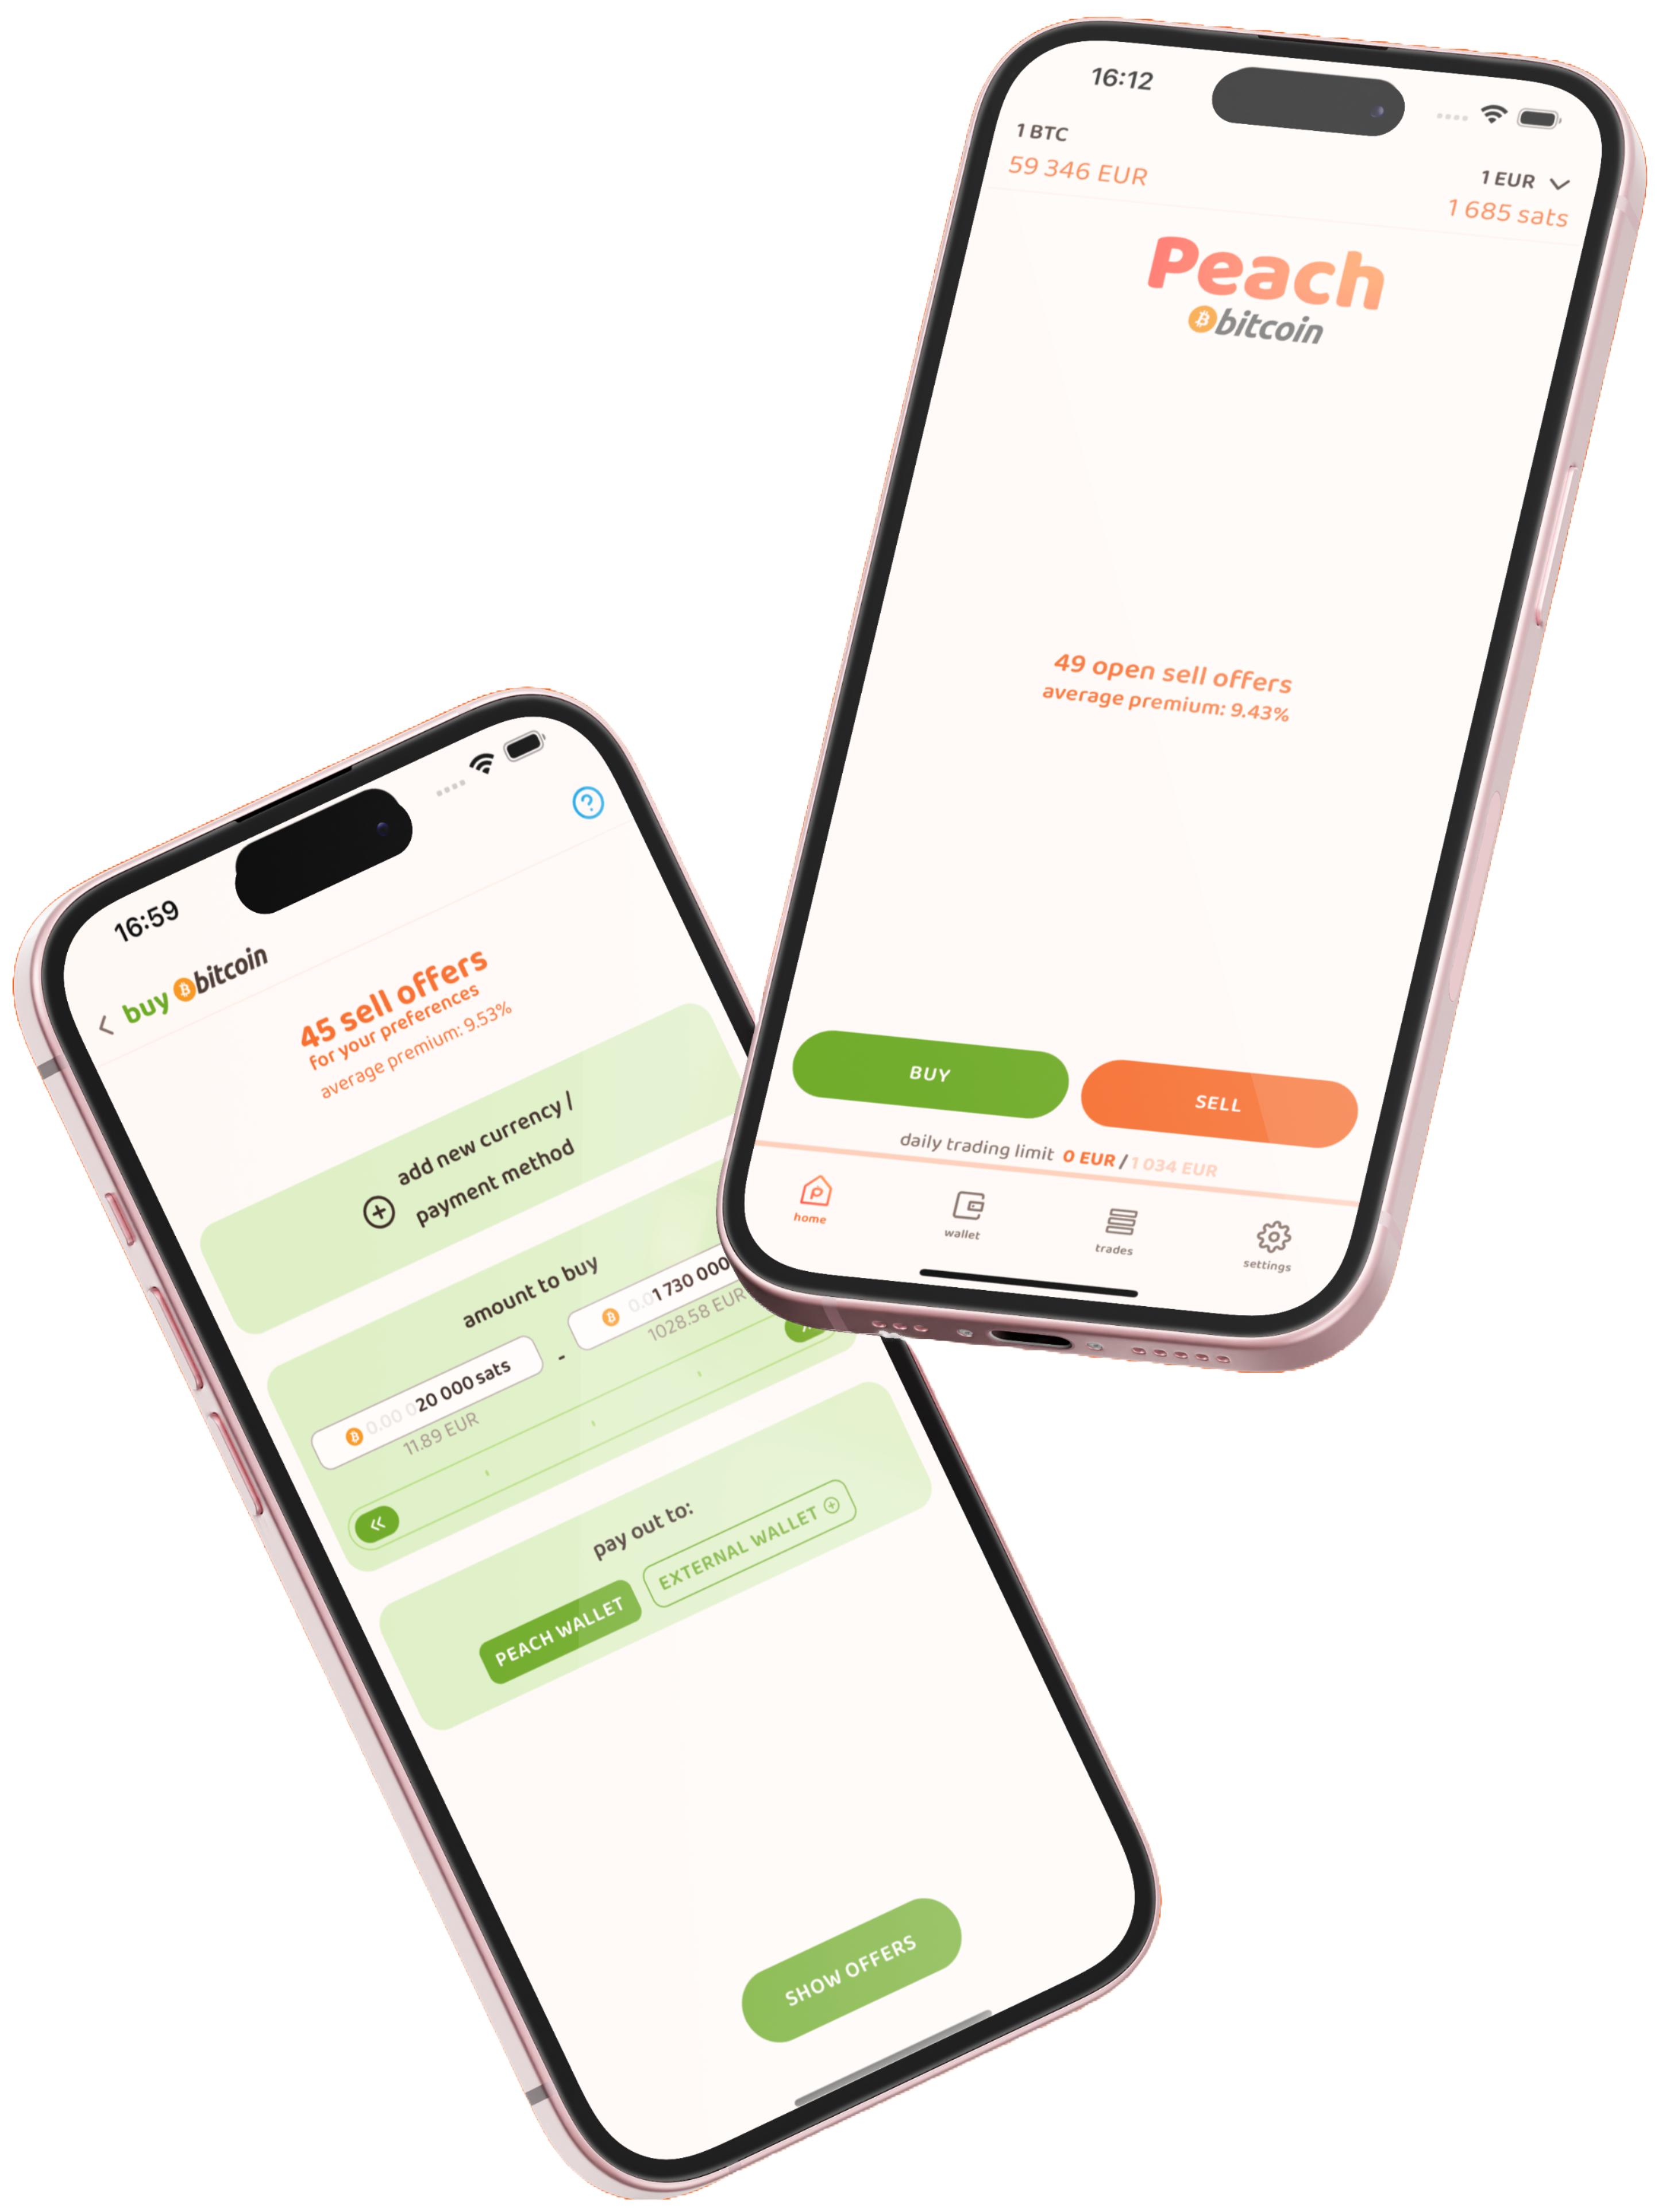 16:12
1 BTC
59 346 EUR
1 EUR
1 685 sats
Peach
bitcoin
49 open sell offers
average premium: 9.43%
BUY
SELL
daily trading limit 0 EUR / 1 034 EUR
home
wallet
trades
settings
16:59
buy bitcoin
45 sell offers
for your preferences
average premium: 9.53%
add new currency /
payment method
amount to buy
0.00 020 000 sats
-
0.01 730 000
11.89 EUR
1028.58 EUR
pay out to:
PEACH WALLET
EXTERNAL WALLET
SHOW OFFERS